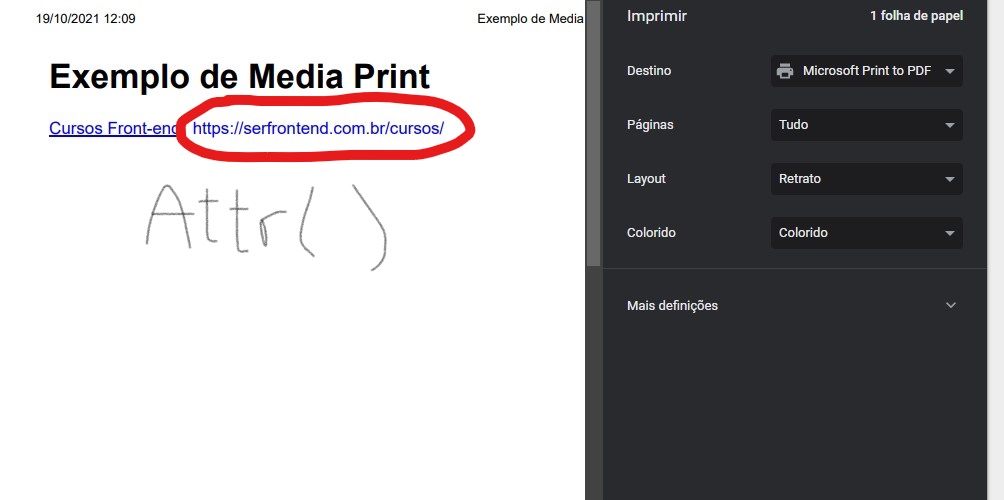 19/10/2021 12:09
Exemplo de Media
Exemplo de Media Print
Cursos Front-end https://serfrontend.com.br/cursos/
Attr( )
Imprimir
1 folha de papel
Destino
Microsoft Print to PDF
Páginas
Tudo
Layout
Retrato
Colorido
Colorido
Mais definições